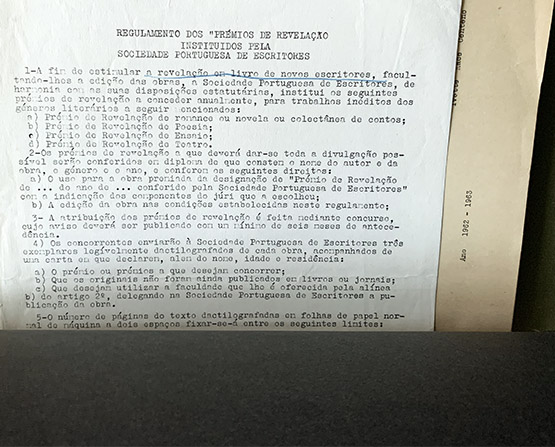 REGULAMENTO DOS "PRÉMIOS DE REVELAÇÃO
INSTITUIDOS PELA
SOCIEDADE PORTUGUESA DE ESCRITORES
1-A fim de estimular a revelação em livro de novos escritores, facul-
tando-lhes a edição das obras, a Sociedade Portuguesa de Escritores, de
harmonia com as suas disposições estatutárias, institui os seguintes
prémios de revelação a conceder anualmente, para trabalhos inéditos dos
géneros literários a seguir mencionados:
a) Prémio de Revelação de romance ou novela ou colectânea de contos;
b) Prémio de Revelação de Poesia;
c) Prémio de Revelação de Ensaio;
d) Prémio de Revelação de Teatro.
2-Os prémios de revelação a que deverá dar-se toda a divulgação pos-
sível serão conferidos em diploma de que constem o nome do autor e da
obra, o género e o ano, e conferem os seguintes direitos:
a) O uso para a obra premiada da designação de "Prémio de Revelação
de ... do ano de ... conferido pela Sociedade Portuguesa de Escritores"
com a indicação dos componentes do júri que a escolheu;
b) A edição da obra nas condições estabelecidas neste regulamento;
3- A atribuição dos prémios de revelação é feita mediante concurso,
cujo aviso deverá ser publicado com um mínimo de seis meses de antece-
dência.
4) Os concorrentes enviarão à Sociedade Portuguesa de Escritores três
exemplares legívelmente dactilografados de cada obra, acompanhados de
uma carta em que declarem, além do nome, idade e residência:
a) O prémio ou prémios a que desejam concorrer;
b) Que os originais não foram ainda publicados em livros ou jornais;
c) Que desejam utilizar a faculdade que lhe é oferecida pela alínea
b) do artigo 2º, delegando na Sociedade Portuguesa de Escritores a pu-
blicação da obra.
5-O número de páginas do texto dactilografadas em folhas de papel nor-
mal de máquina a dois espaços fixar-se-á entre os seguintes limites:
Ano 1962 - 1963